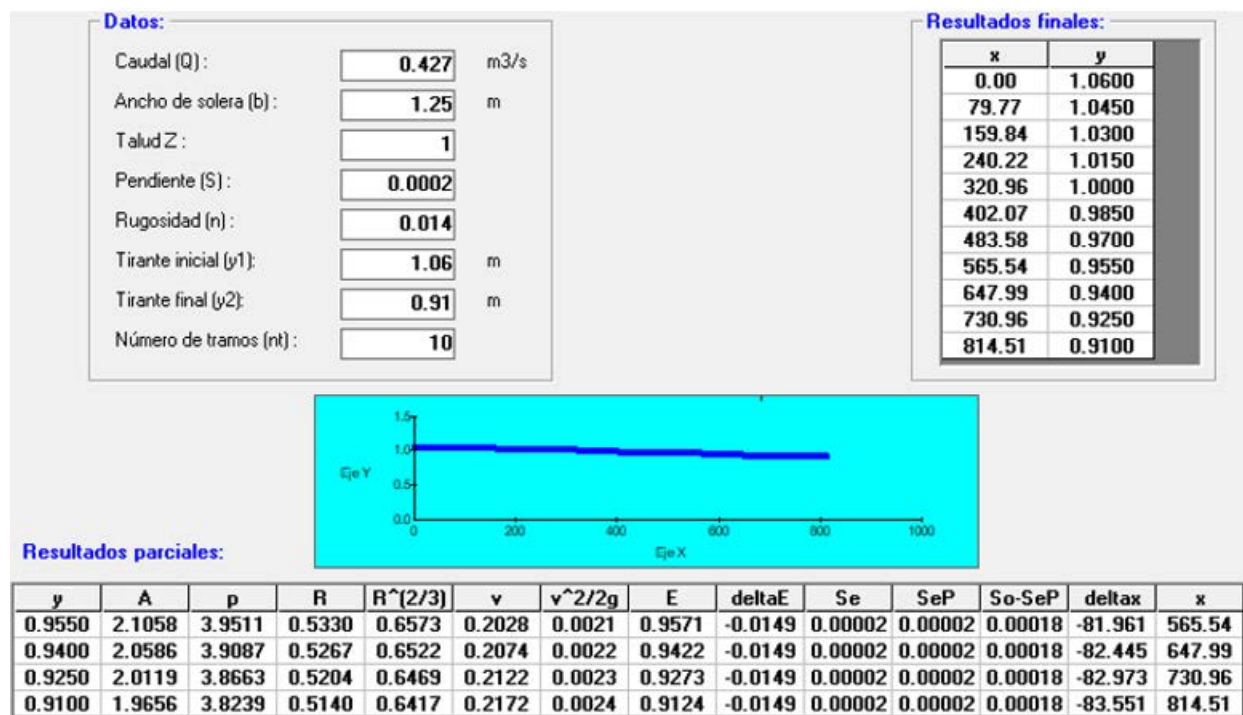 Datos:
Caudal (Q) : 0.427 m3/s
Ancho de solera (b) : 1.25 m
Talud Z : 1
Pendiente (S) : 0.0002
Rugosidad (n) : 0.014
Tirante inicial (y1): 1.06 m
Tirante final (y2): 0.91 m
Número de tramos (nt) : 10
Resultados finales:
x y
0.00 1.0600
79.77 1.0450
159.84 1.0300
240.22 1.0150
320.96 1.0000
402.07 0.9850
483.58 0.9700
565.54 0.9550
647.99 0.9400
730.96 0.9250
814.51 0.9100
1.5
1.0
Eje Y
0.5
0.0
0 200 400 600 800 1000
Eje X
Resultados parciales:
y A p R R^(2/3) v v^2/2g E deltaE Se SeP So-SeP deltax x
0.9550 2.1058 3.9511 0.5330 0.6573 0.2028 0.0021 0.9571 -0.0149 0.00002 0.00002 0.00018 -81.961 565.54
0.9400 2.0586 3.9087 0.5267 0.6522 0.2074 0.0022 0.9422 -0.0149 0.00002 0.00002 0.00018 -82.445 647.99
0.9250 2.0119 3.8663 0.5204 0.6469 0.2122 0.0023 0.9273 -0.0149 0.00002 0.00002 0.00018 -82.973 730.96
0.9100 1.9656 3.8239 0.5140 0.6417 0.2172 0.0024 0.9124 -0.0149 0.00002 0.00002 0.00018 -83.551 814.51